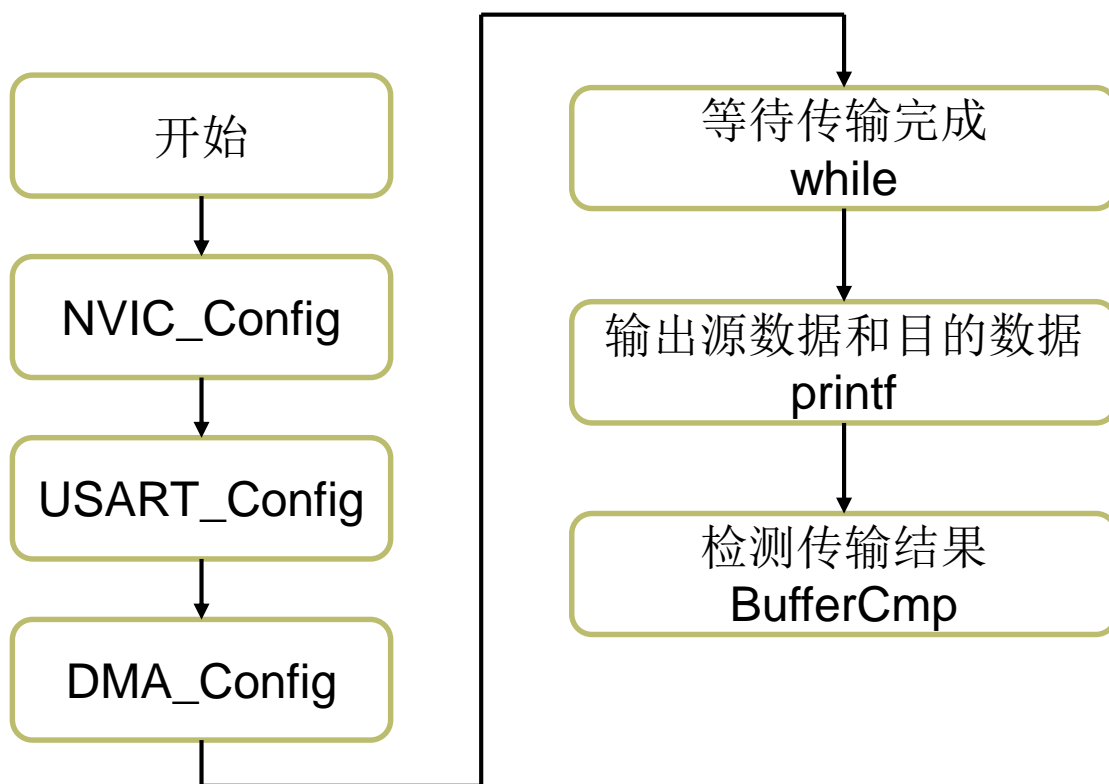 开始
NVIC_Config
USART_Config
DMA_Config
等待传输完成
while
输出源数据和目的数据
printf
检测传输结果
BufferCmp